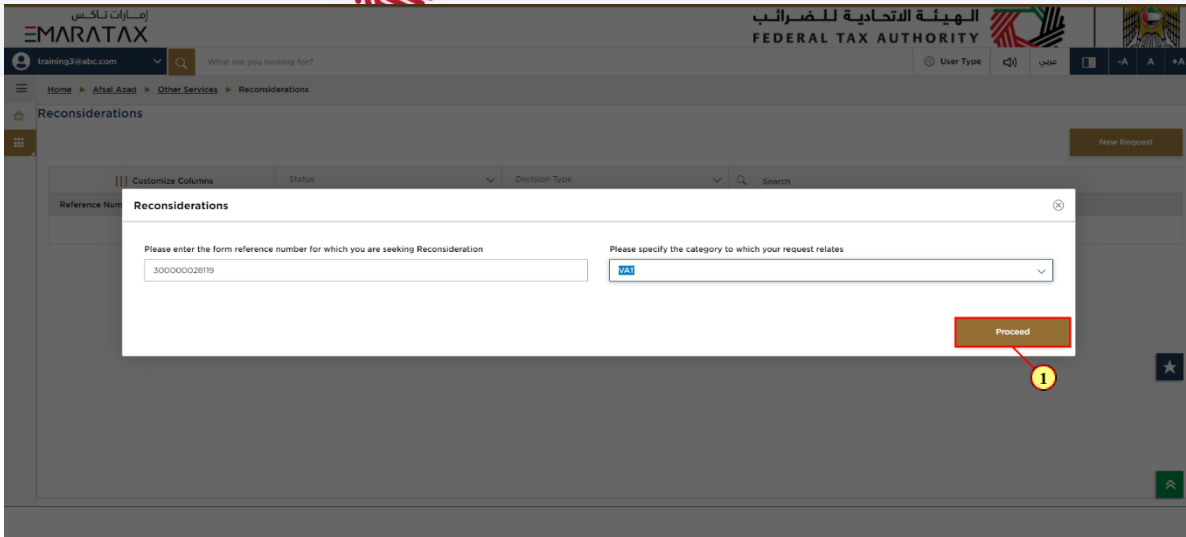 إمـــارات تـاكـس
EMARATAX
الـهـيـئـة الاتـحـاديـة لـلـضـرائـب
FEDERAL TAX AUTHORITY
training3@abc.com
What are you looking for?
User Type
عربي
-A
A
+A
Home ▶ Afsal Azad ▶ Other Services ▶ Reconsiderations
Reconsiderations
New Request
Customize Columns
Status
Decision Type
Search
Reference Num
Reconsiderations
Please enter the form reference number for which you are seeking Reconsideration
Please specify the category to which your request relates
300000028119
VAT
Proceed
1